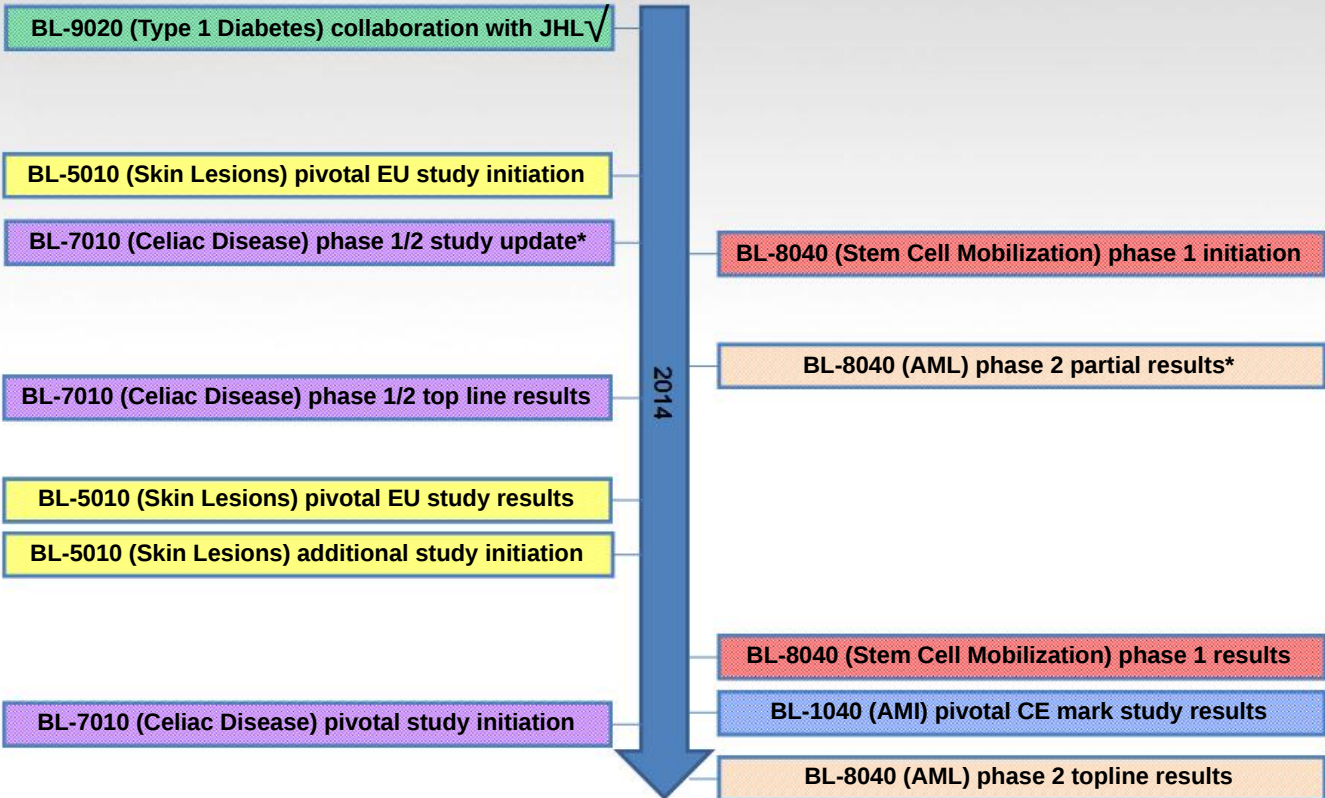 BL-9020 (Type 1 Diabetes) collaboration with JHL√
BL-5010 (Skin Lesions) pivotal EU study initiation
BL-7010 (Celiac Disease) phase 1/2 study update*
BL-8040 (Stem Cell Mobilization) phase 1 initiation
BL-8040 (AML) phase 2 partial results*
2014
BL-7010 (Celiac Disease) phase 1/2 top line results
BL-5010 (Skin Lesions) pivotal EU study results
BL-5010 (Skin Lesions) additional study initiation
BL-8040 (Stem Cell Mobilization) phase 1 results
BL-1040 (AMI) pivotal CE mark study results
BL-7010 (Celiac Disease) pivotal study initiation
BL-8040 (AML) phase 2 topline results